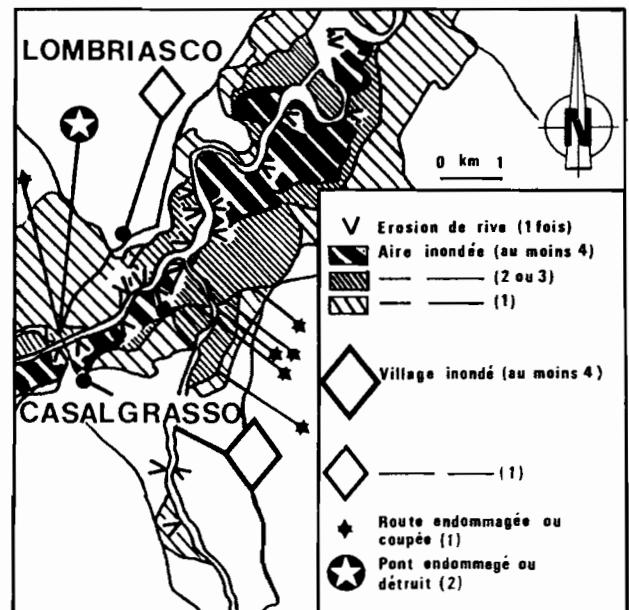 LOMBRIASCO
N
0 km 1
V Erosion de rive (1 fois)
Aire inondée (au moins 4)
— — (2 ou 3)
— — (1)
Village inondé (au moins 4)
— — (1)
Route endommagée ou
coupée (1)
Pont endommegé ou
détruit (2)
CASALGRASSO